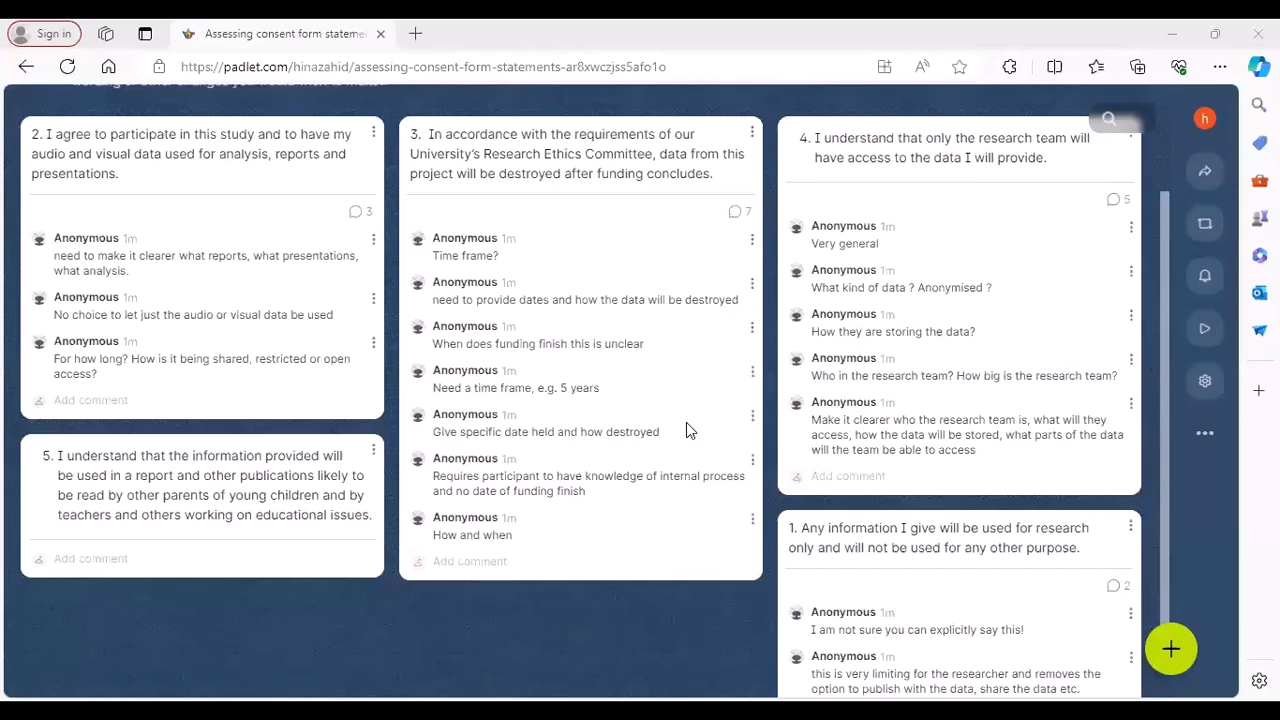 Sign in
Assessing consent form stateme
https://padlet.com/hinazahid/assessing-consent-form-statements-ar8xwczjss5afo1o
2. I agree to participate in this study and to have my
audio and visual data used for analysis, reports and
presentations.
3
Anonymous 1m
need to make it clearer what reports, what presentations,
what analysis.
Anonymous 1m
No choice to let just the audio or visual data be used
Anonymous 1m
For how long? How is it being shared, restricted or open
access?
Add comment
5. I understand that the information provided will
be used in a report and other publications likely to
be read by other parents of young children and by
teachers and others working on educational issues.
Add comment
3. In accordance with the requirements of our
University's Research Ethics Committee, data from this
project will be destroyed after funding concludes.
7
Anonymous 1m
Time frame?
Anonymous 1m
need to provide dates and how the data will be destroyed
Anonymous 1m
When does funding finish this is unclear
Anonymous 1m
Need a time frame, e.g. 5 years
Anonymous 1m
Give specific date held and how destroyed
Anonymous 1m
Requires participant to have knowledge of internal process
and no date of funding finish
Anonymous 1m
How and when
Add comment
4. I understand that only the research team will
have access to the data I will provide.
5
Anonymous 1m
Very general
Anonymous 1m
What kind of data ? Anonymised ?
Anonymous 1m
How they are storing the data?
Anonymous 1m
Who in the research team? How big is the research team?
Anonymous 1m
Make it clearer who the research team is, what will they
access, how the data will be stored, what parts of the data
will the team be able to access
Add comment
1. Any information I give will be used for research
only and will not be used for any other purpose.
2
Anonymous 1m
I am not sure you can explicitly say this!
Anonymous 1m
this is very limiting for the researcher and removes the
option to publish with the data, share the data etc.
h